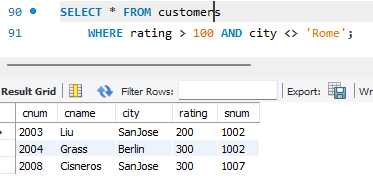 90 SELECT * FROM customers
91 WHERE rating > 100 AND city <> 'Rome';
Result Grid Filter Rows: Export:
cnum cname city rating snum
2003 Liu SanJose 200 1002
2004 Grass Berlin 300 1002
2008 Cisneros SanJose 300 1007